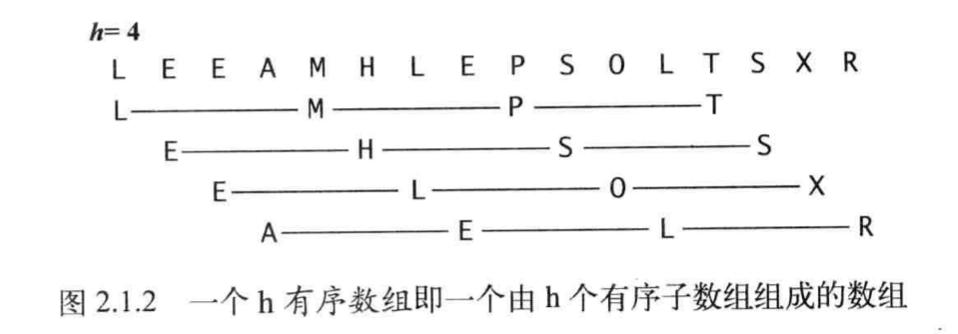 h= 4
L E E A M H L E P S O L T S X R
L M P T
E H S S
E L O X
A E L R
图 2.1.2 一个 h 有序数组即一个由 h 个有序子数组组成的数组